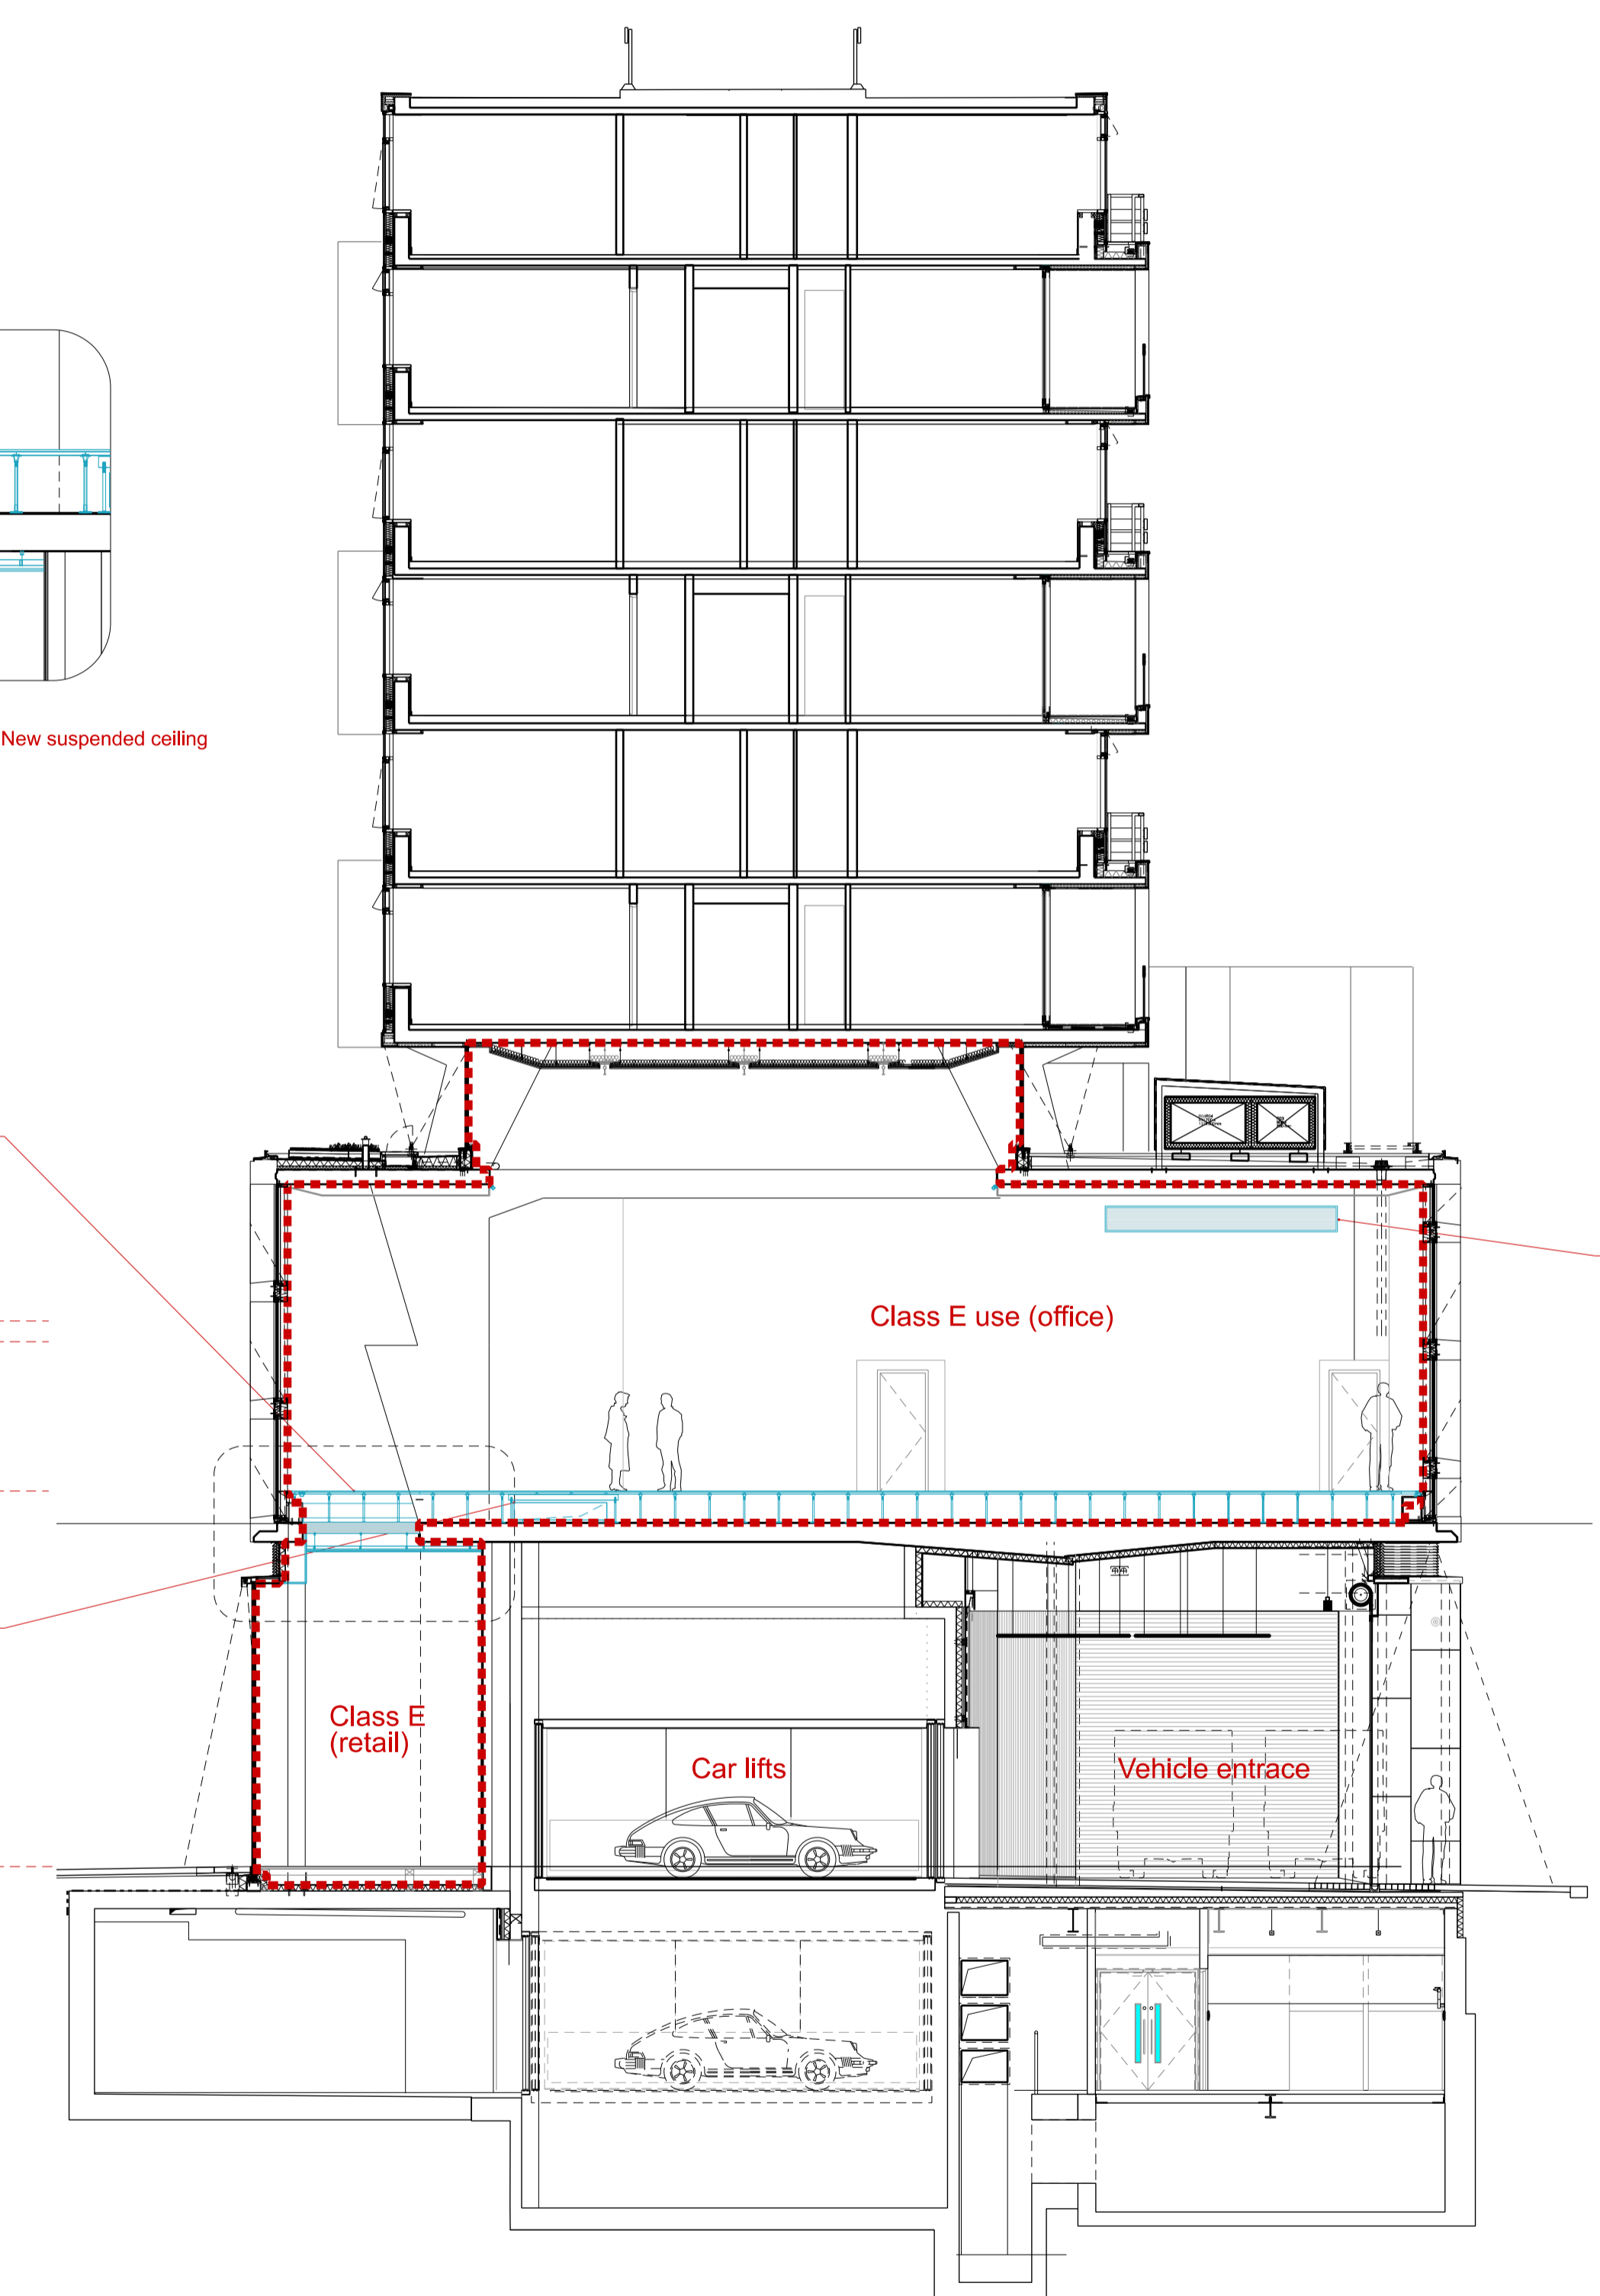 New suspended ceiling
Class E use (office)
Class E
(retail)
Car lifts
Vehicle entrace